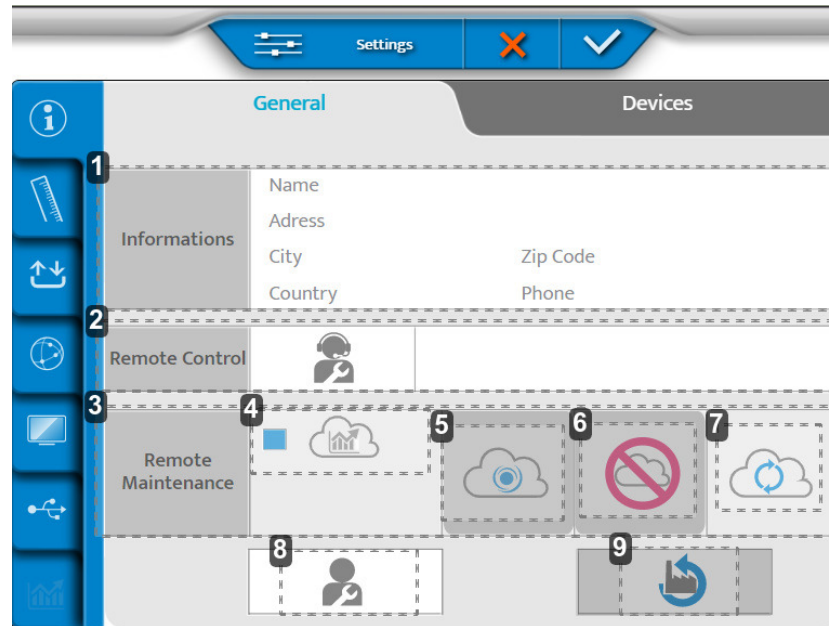 Settings
General Devices
1
Informations
Name
Adress
City Zip Code
Country Phone
2
Remote Control
3
Remote
Maintenance
4
5
6
7
8
9